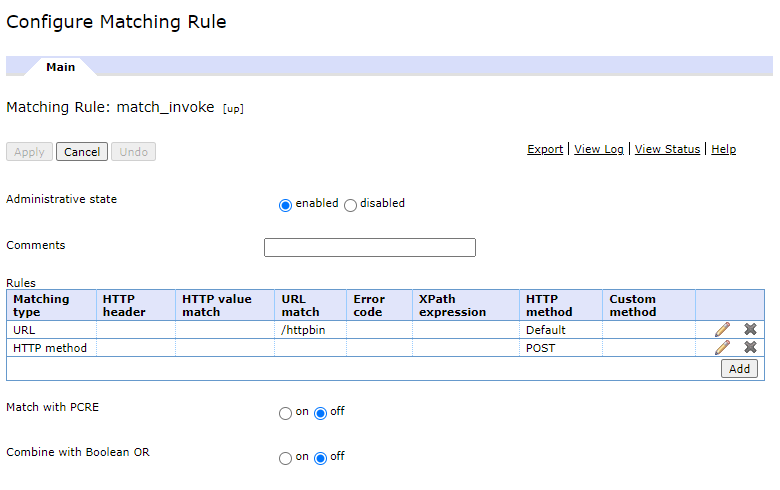 Configure Matching Rule
Main
Matching Rule: match_invoke [up]
Apply Cancel Undo
Export | View Log | View Status | Help
Administrative state enabled disabled
Comments
Rules
Matching type HTTP header HTTP value match URL match Error code XPath expression HTTP method Custom method
URL /httpbin Default
HTTP method POST
Add
Match with PCRE on off
Combine with Boolean OR on off